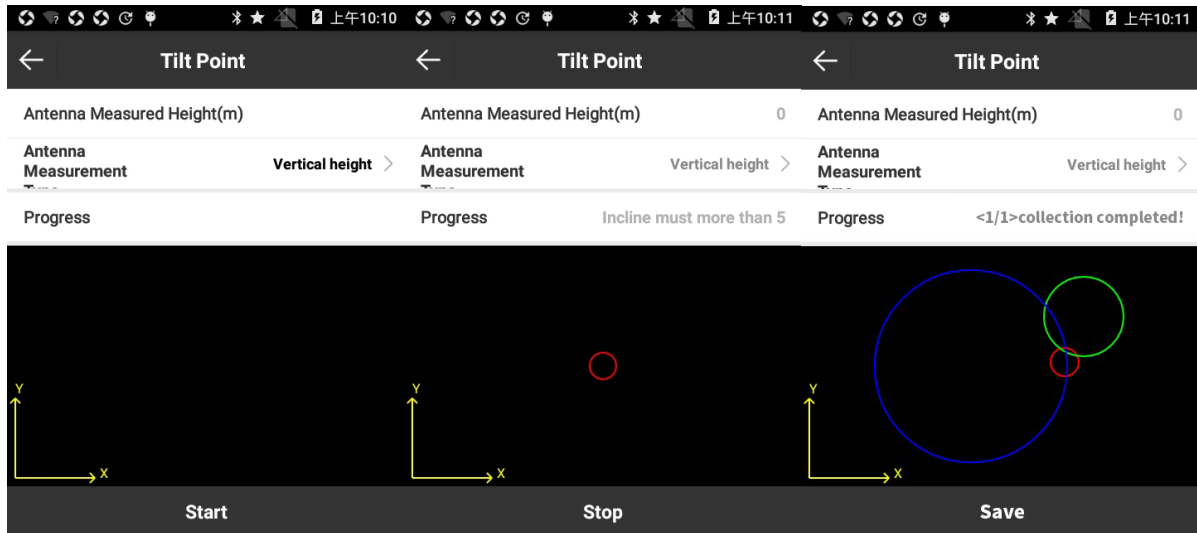 上午10:10
Tilt Point
Antenna Measured Height(m)
Antenna
Measurement
Vertical height
Progress
Y
X
Start
上午10:11
Tilt Point
Antenna Measured Height(m) 0
Antenna
Measurement
Vertical height
Progress Incline must more than 5
Y
X
Stop
上午10:11
Tilt Point
Antenna Measured Height(m) 0
Antenna
Measurement
Vertical height
Progress <1/1>collection completed!
Y
X
Save